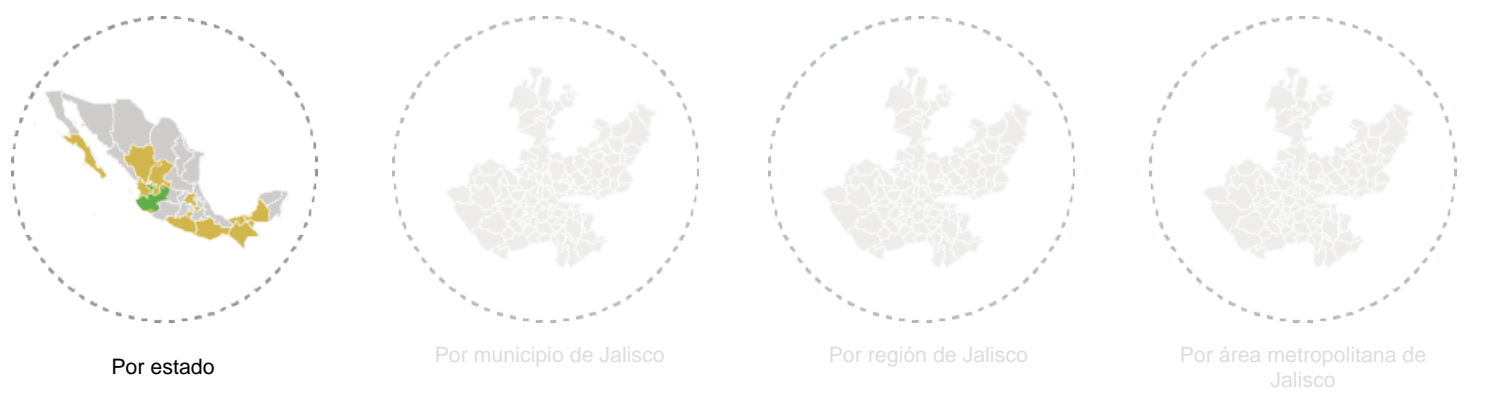 Por estado
Por municipio de Jalisco
Por región de Jalisco
Por área metropolitana de
Jalisco